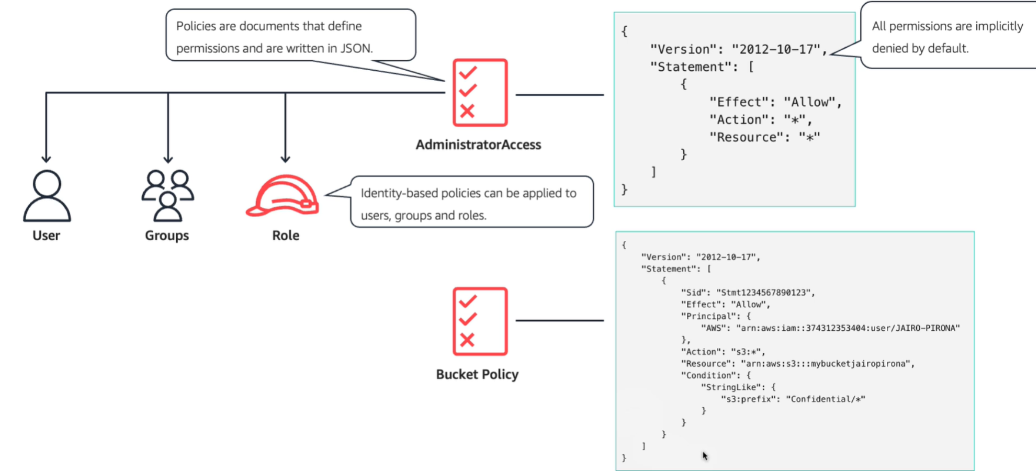 Policies are documents that define
permissions and are written in JSON.
All permissions are implicitly
denied by default.
{
    "Version": "2012-10-17",
    "Statement": [
        {
            "Effect": "Allow",
            "Action": "*",
            "Resource": "*"
        }
    ]
}
AdministratorAccess
Identity-based policies can be applied to
users, groups and roles.
User
Groups
Role
{
    "Version": "2012-10-17",
    "Statement": [
        {
            "Sid": "Stmt1234567890123",
            "Effect": "Allow",
            "Principal": {
                "AWS": "arn:aws:iam::374312353404:user/JAIRO-PIRONA"
            },
            "Action": "s3:*",
            "Resource": "arn:aws:s3:::mybucketjairopirona",
            "Condition": {
                "StringLike": {
                    "s3:prefix": "Confidential/*"
                }
            }
        }
    ]
}
Bucket Policy